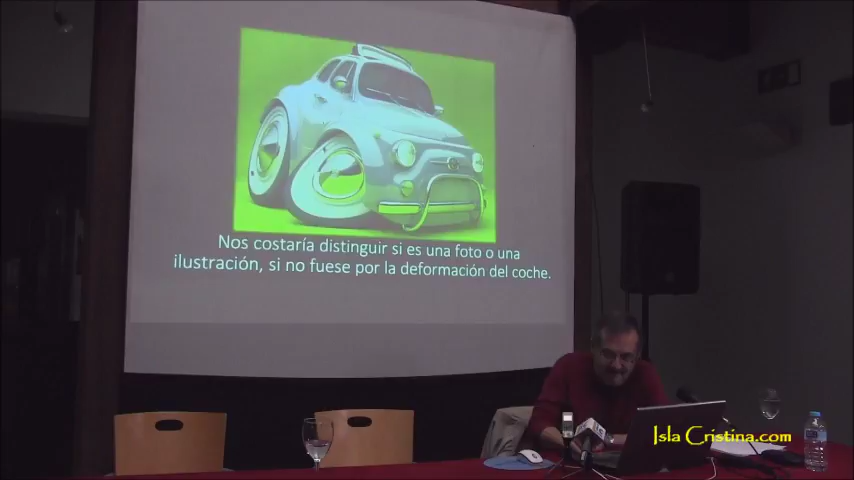 Nos costaría distinguir si es una foto o una
ilustración, si no fuese por la deformación del coche.
Isla Cristina.com